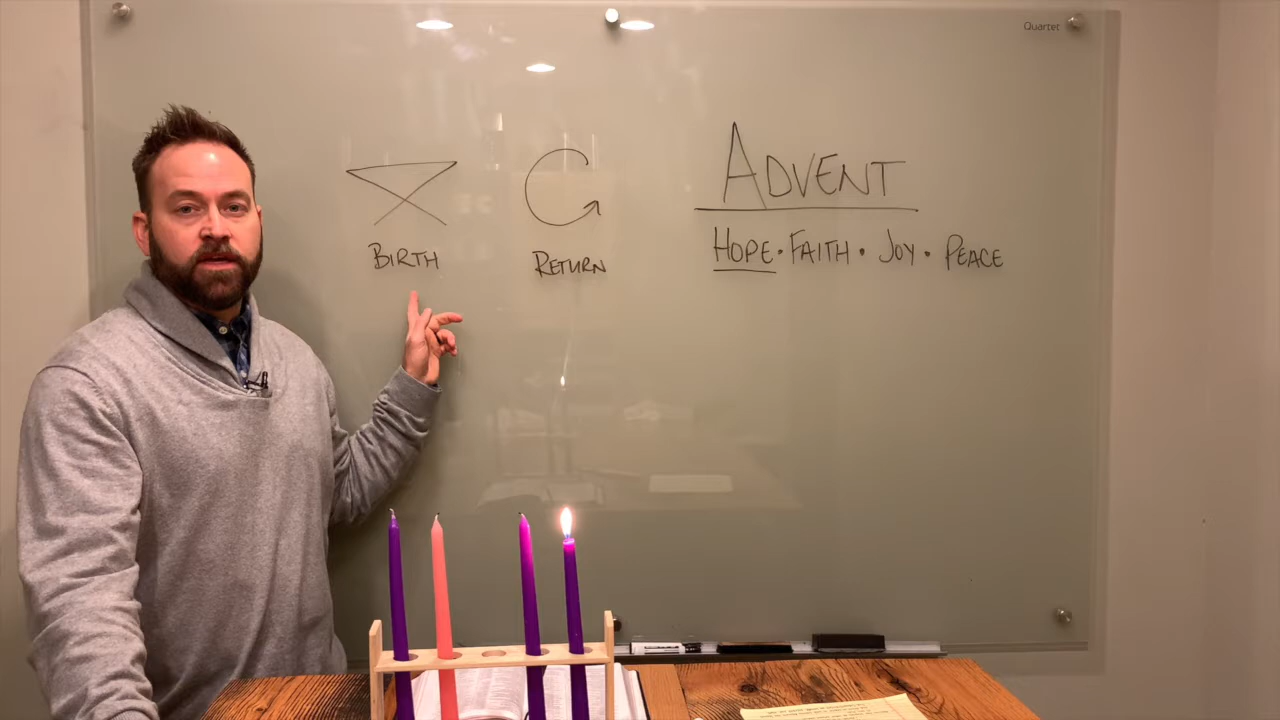 Quartet
ADVENT
HOPE · FAITH · JOY · PEACE
BIRTH
RETURN